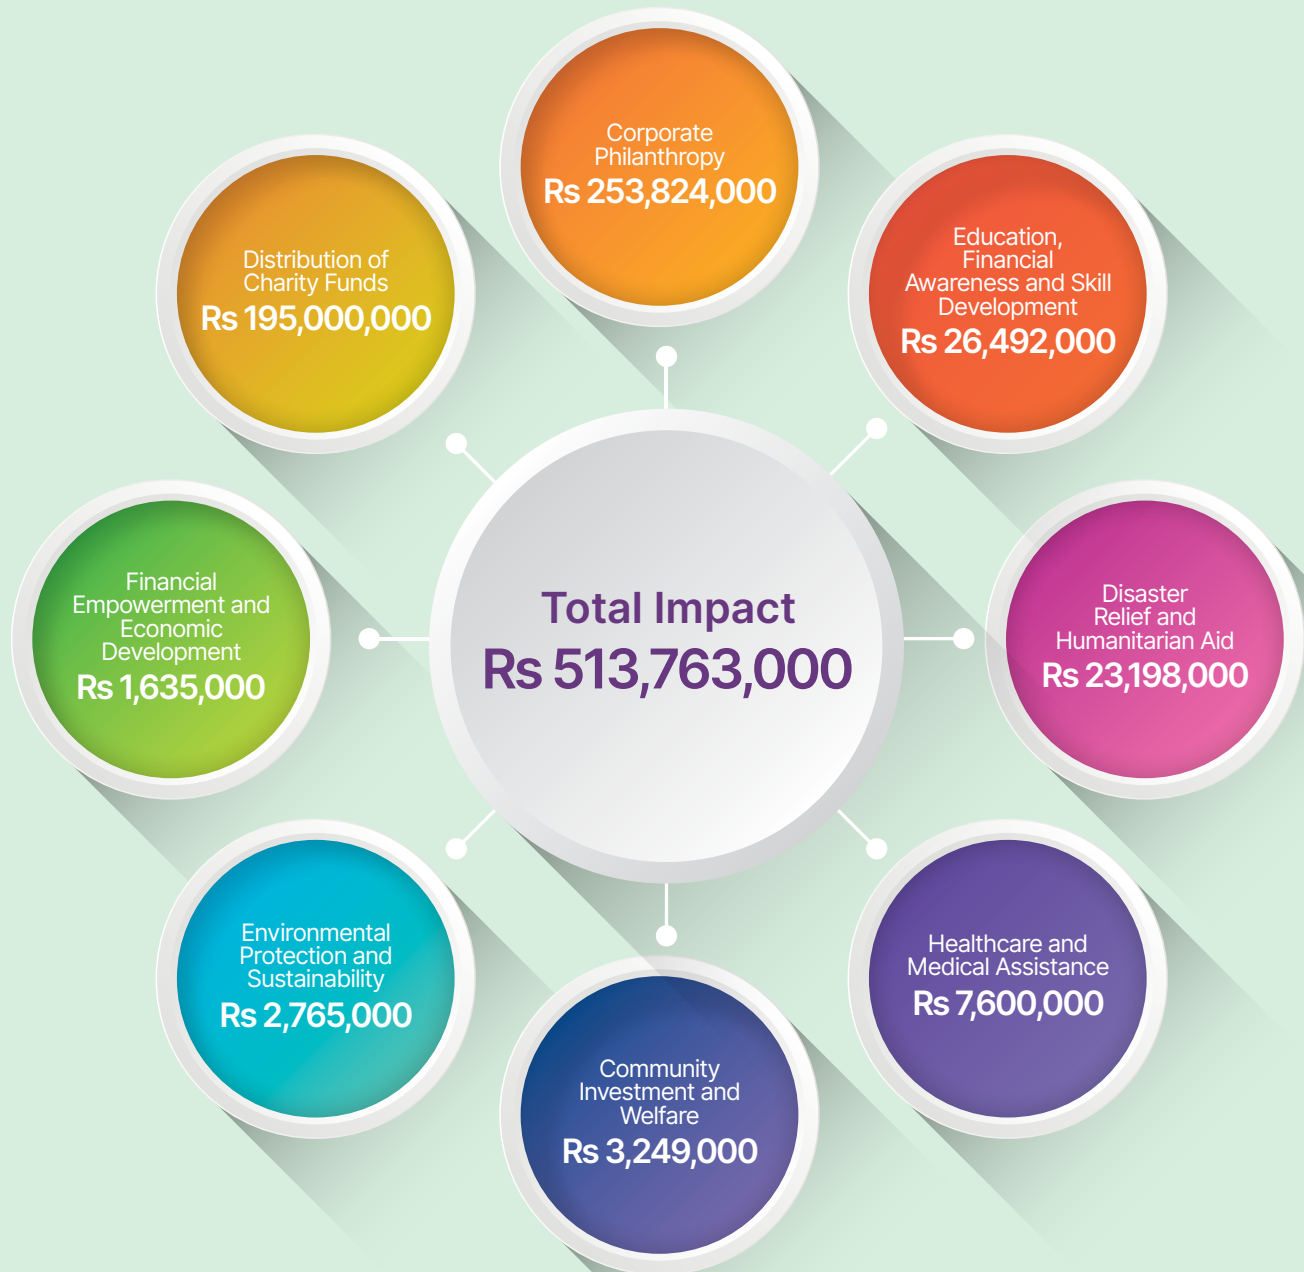 Corporate
Philanthropy
Rs 253,824,000
Distribution of
Charity Funds
Rs 195,000,000
Education,
Financial
Awareness and Skill
Development
Rs 26,492,000
Financial
Empowerment and
Economic
Development
Rs 1,635,000
Total Impact
Rs 513,763,000
Disaster
Relief and
Humanitarian Aid
Rs 23,198,000
Environmental
Protection and
Sustainability
Rs 2,765,000
Healthcare and
Medical Assistance
Rs 7,600,000
Community
Investment and
Welfare
Rs 3,249,000